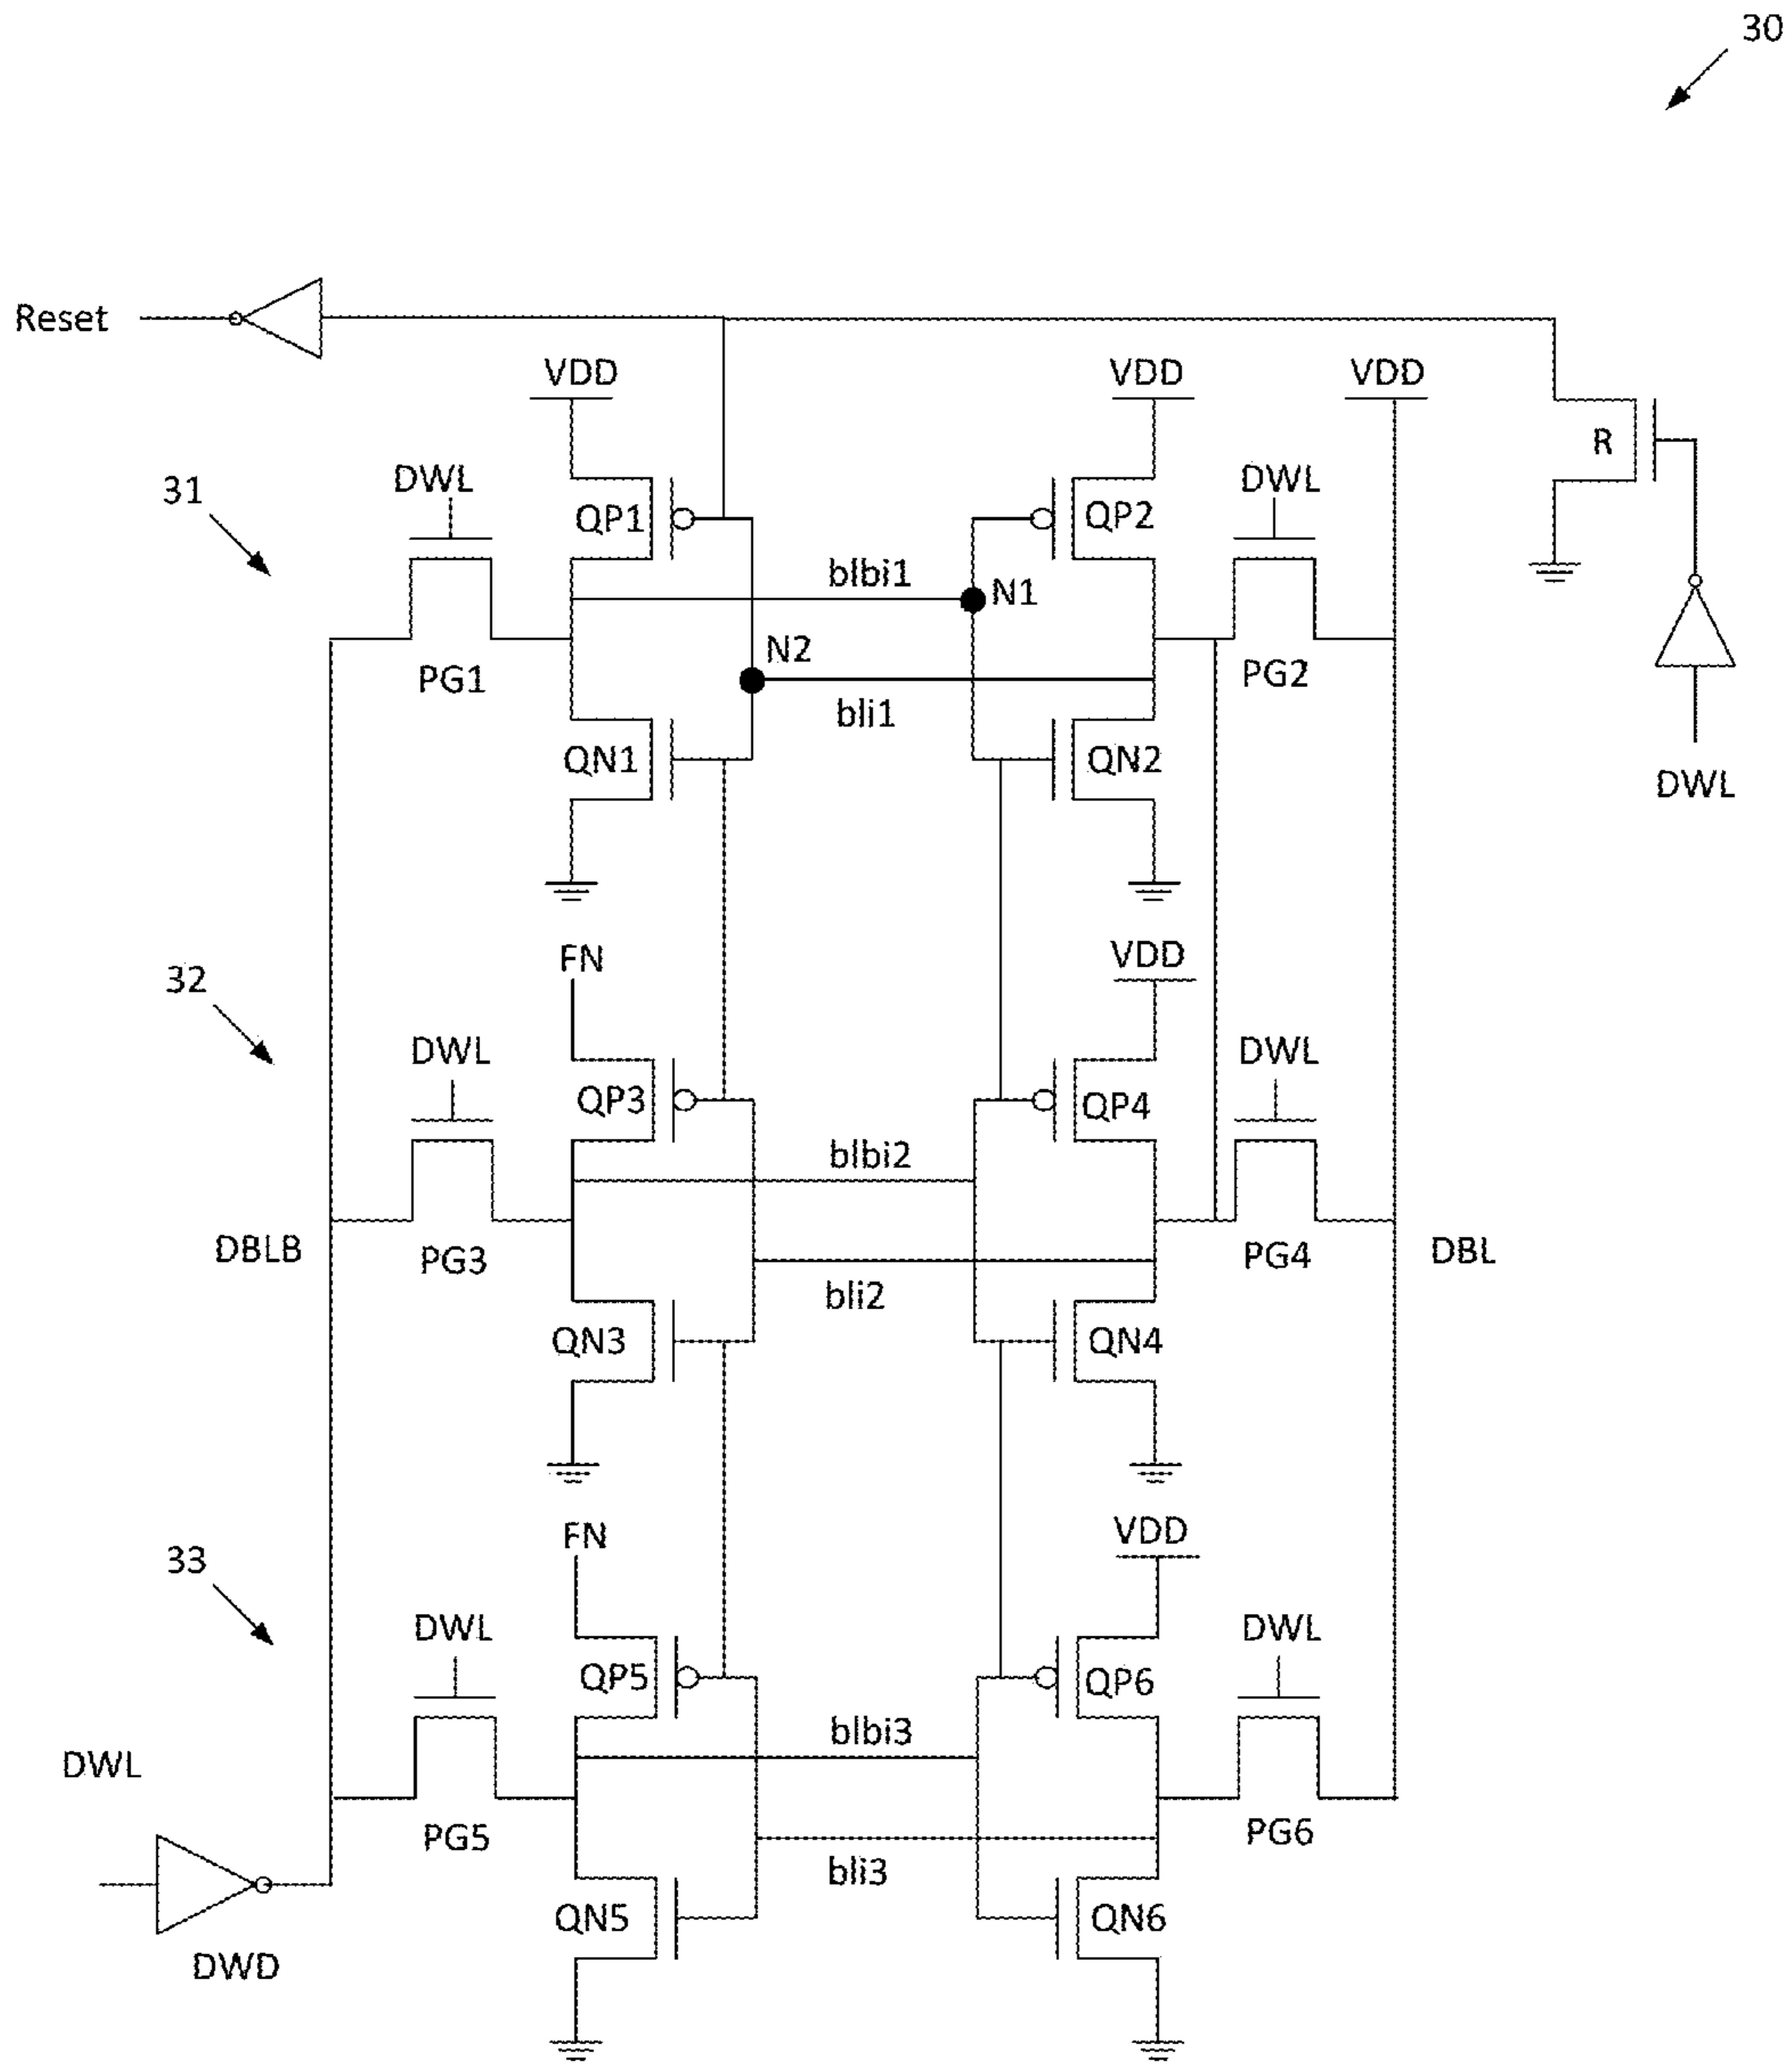 30
Reset
VDD
VDD
VDD
R
DWL
DWL
31
QP1
QP2
blbi1
N1
N2
PG1
PG2
bli1
QN1
QN2
DWL
FN
VDD
32
DWL
DWL
QP3
QP4
blbi2
DBLB
PG3
PG4
DBL
bli2
QN3
QN4
FN
VDD
33
DWL
DWL
QP5
QP6
blbi3
DWL
PG5
PG6
bli3
QN5
QN6
DWD